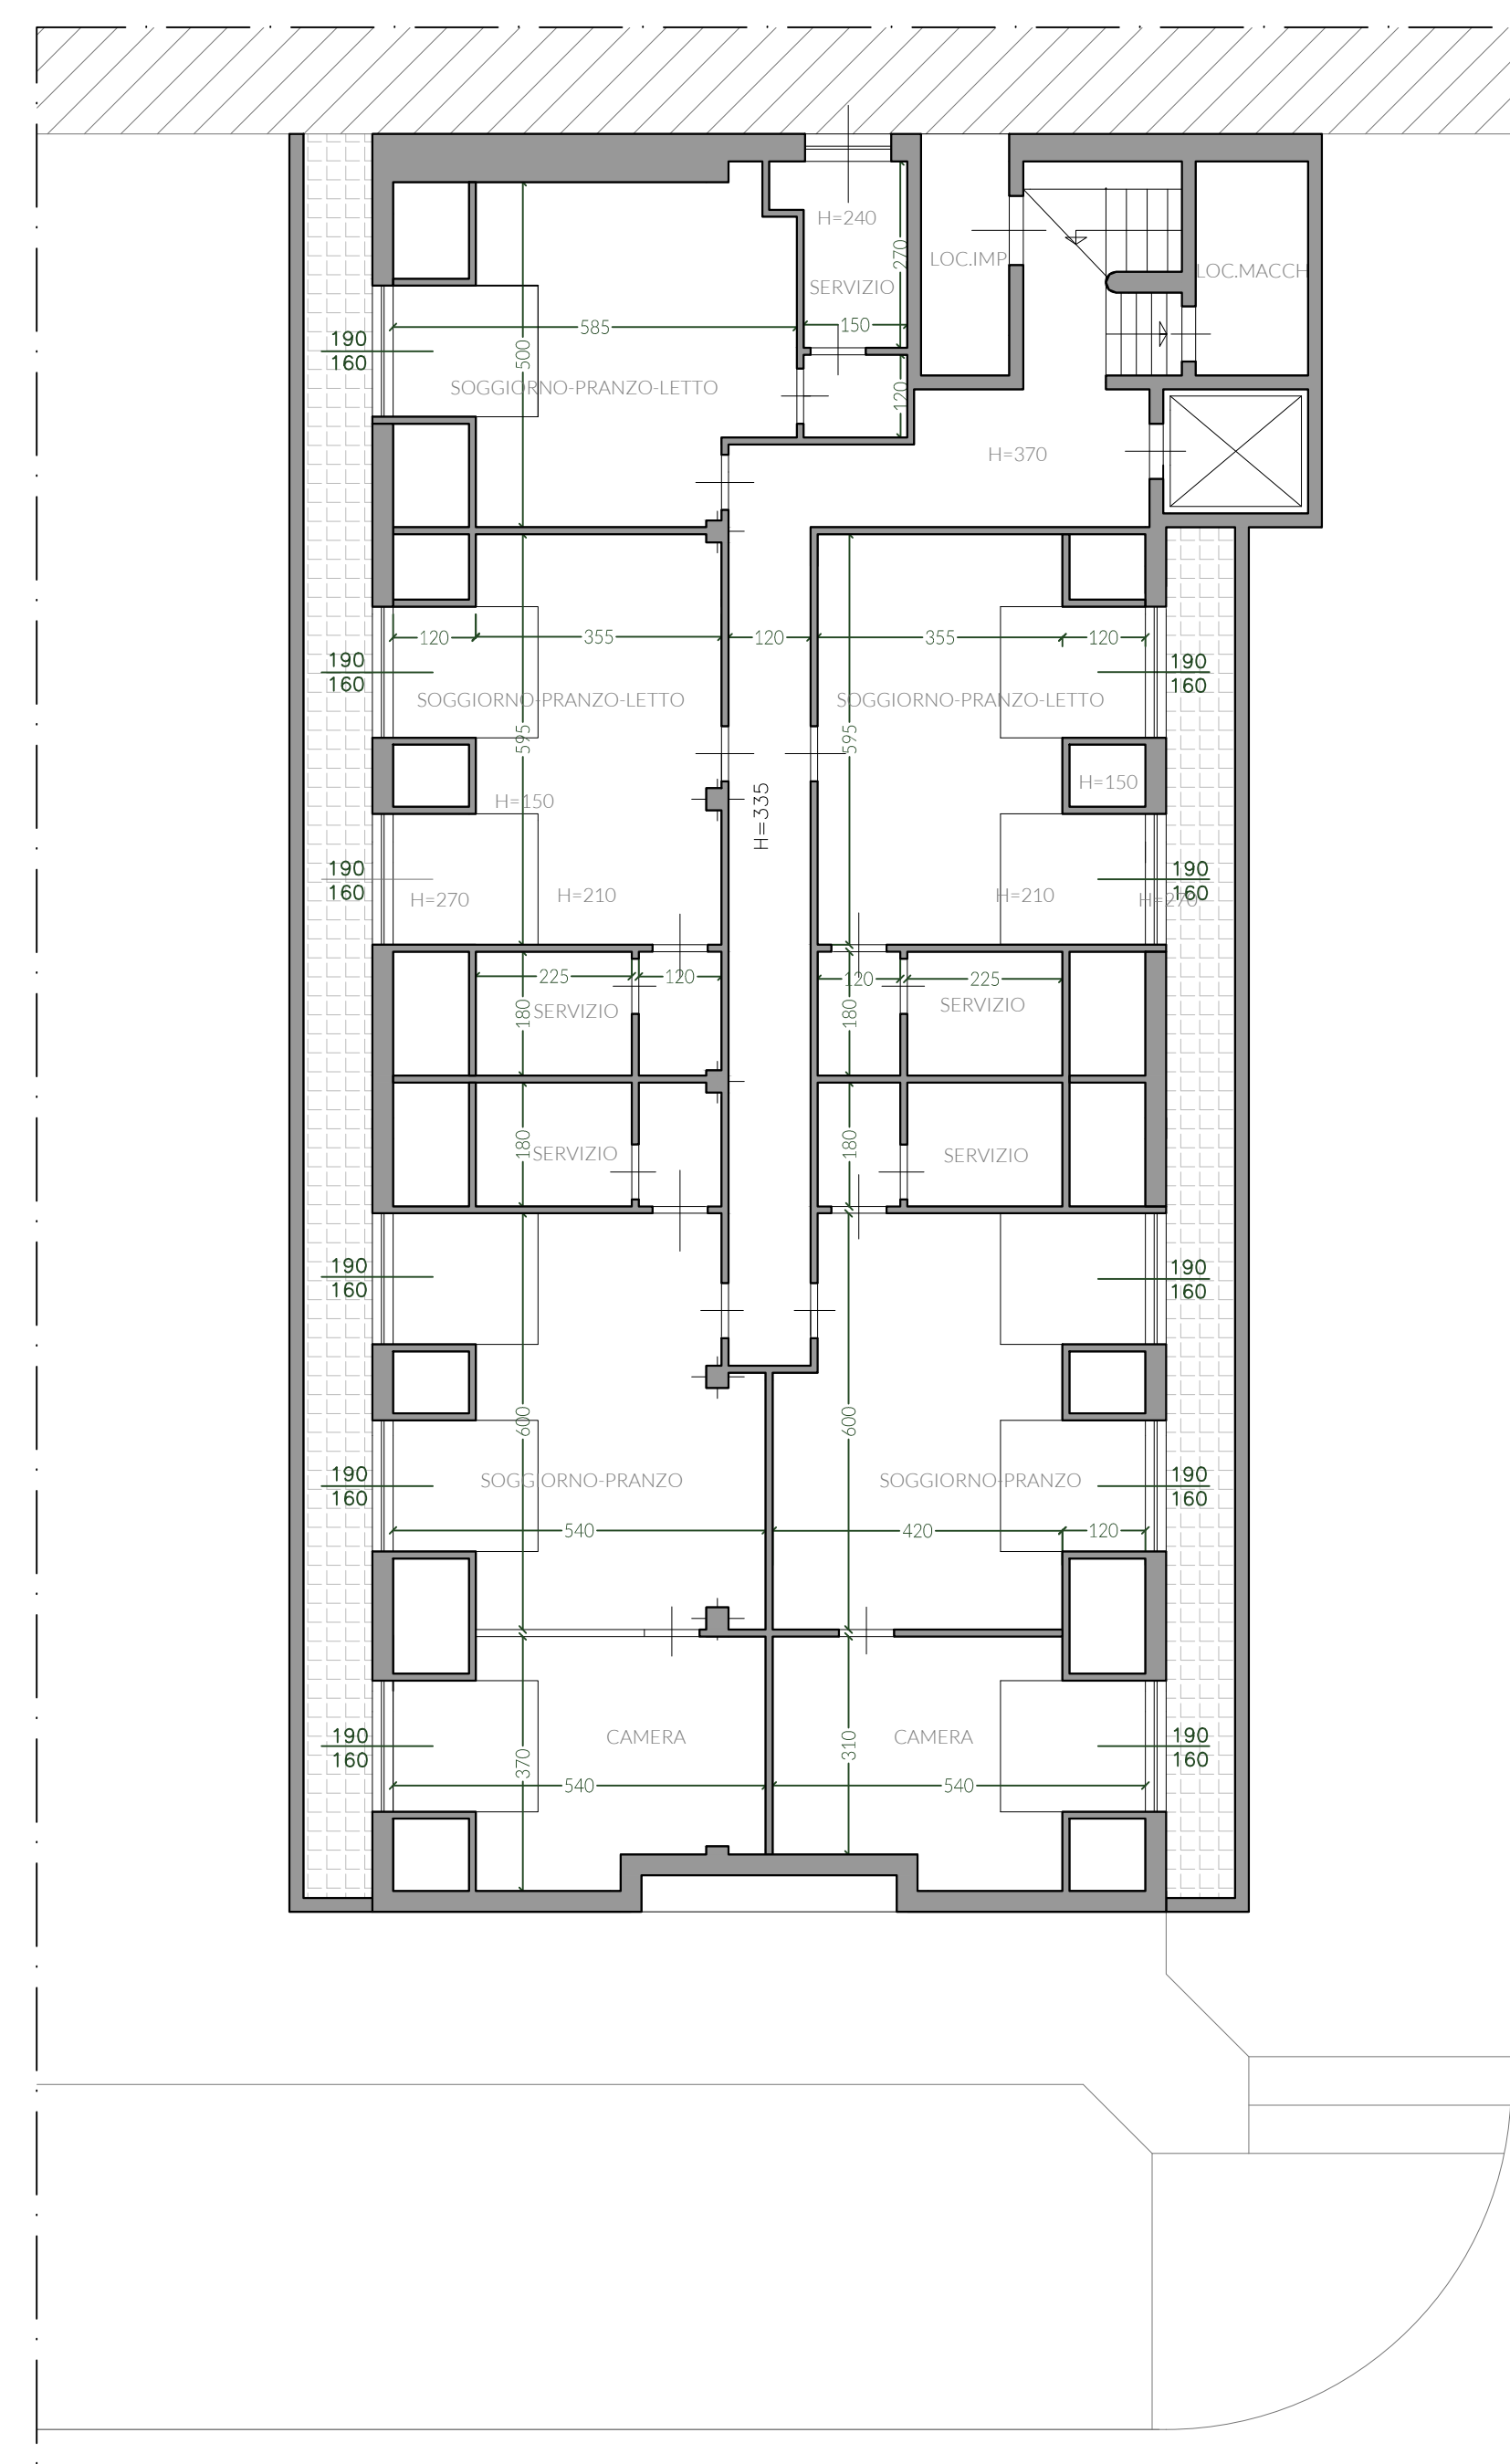 H=240
270
LOC.IMP
LOC.MACCH
SERVIZIO
585
150
190
160
500
SOGGIORNO-PRANZO-LETTO
120
H=370
120
355
120
355
120
190
160
190
160
SOGGIORNO-PRANZO-LETTO
SOGGIORNO-PRANZO-LETTO
595
595
H=150
H=150
H=335
190
160
190
160
H=270
H=210
H=210
H=270
225
120
120
225
180
SERVIZIO
180
SERVIZIO
180
SERVIZIO
180
SERVIZIO
190
160
190
160
600
600
190
160
SOGGIORNO-PRANZO
SOGGIORNO-PRANZO
190
160
540
420
120
190
160
CAMERA
CAMERA
190
160
370
310
540
540